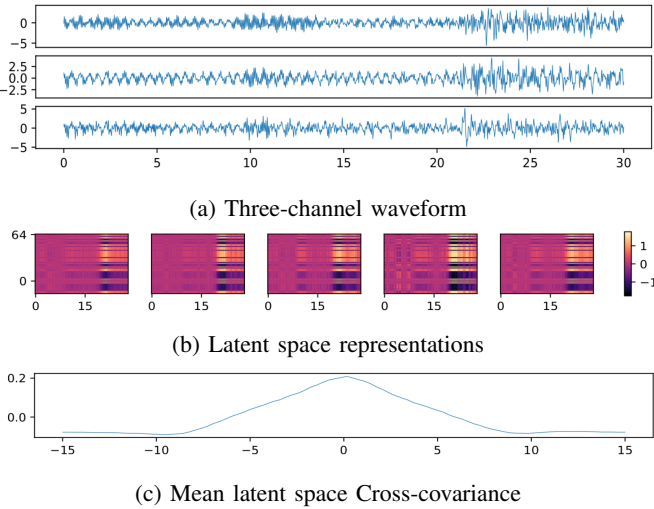 0
−5
2.5
0.0
−2.5
5
0
−5
0 5 10 15 20 25 30
(a) Three-channel waveform
64
0
0 15 0 15 0 15 0 15 0 15
1
0
−1
(b) Latent space representations
0.2
0.0
−15 −10 −5 0 5 10 15
(c) Mean latent space Cross-covariance